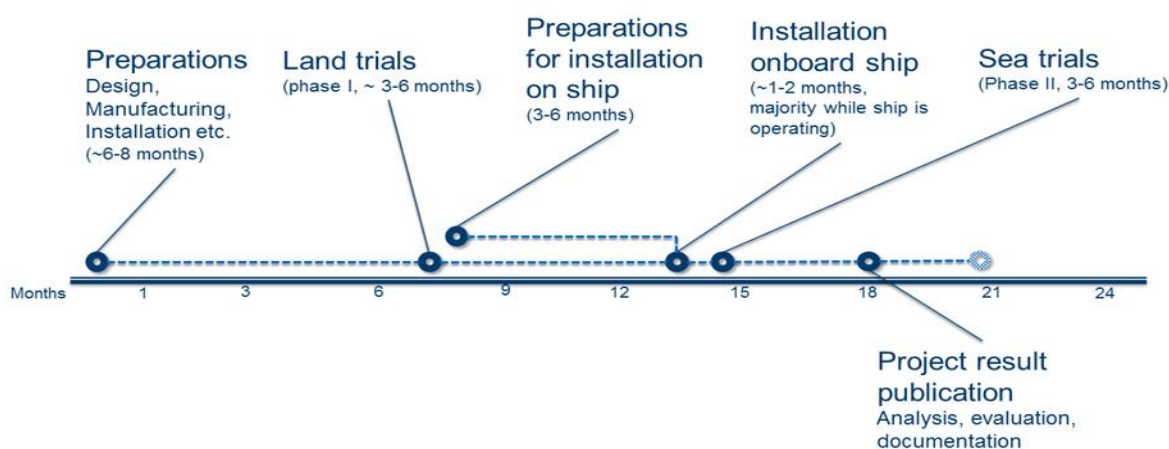 Preparations
Design,
Manufacturing,
Installation etc.
(~6-8 months)
Land trials
(phase I, ~ 3-6 months)
Preparations
for installation
on ship
(3-6 months)
Installation
onboard ship
(~1-2 months,
majority while ship is
operating)
Sea trials
(Phase II, 3-6 months)
Months 1 3 6 9 12 15 18 21 24
Project result
publication
Analysis, evaluation,
documentation